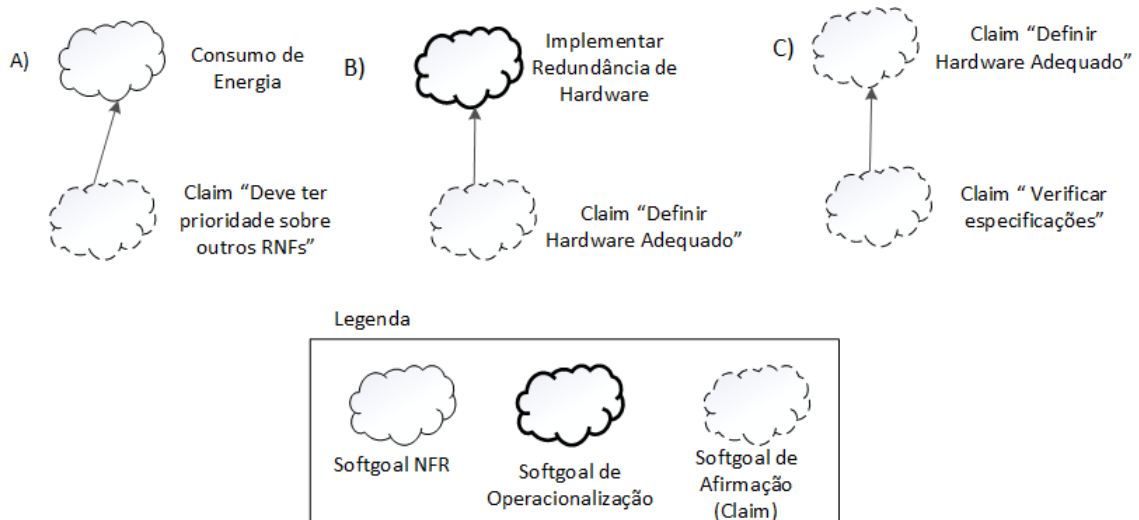 A)
Consumo de
Energia
Claim “Deve ter
prioridade sobre
outros RNFs”
B)
Implementar
Redundância de
Hardware
Claim “Definir
Hardware Adequado”
C)
Claim “Definir
Hardware Adequado”
Claim “ Verificar
especificações”
Legenda
Softgoal NFR
Softgoal de
Operacionalização
Softgoal de
Afirmação
(Claim)